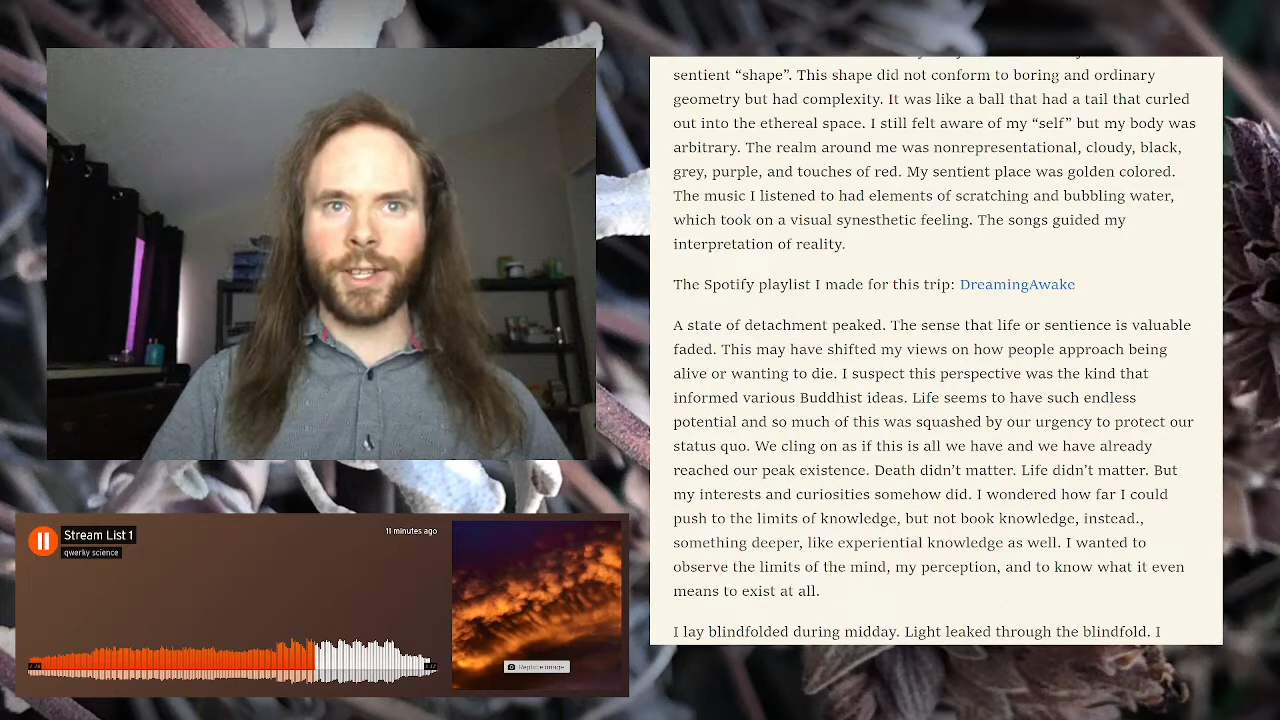 sentient “shape”. This shape did not conform to boring and ordinary
geometry but had complexity. It was like a ball that had a tail that curled
out into the ethereal space. I still felt aware of my “self” but my body was
arbitrary. The realm around me was nonrepresentational, cloudy, black,
grey, purple, and touches of red. My sentient place was golden colored.
The music I listened to had elements of scratching and bubbling water,
which took on a visual synesthetic feeling. The songs guided my
interpretation of reality.
The Spotify playlist I made for this trip: DreamingAwake
A state of detachment peaked. The sense that life or sentience is valuable
faded. This may have shifted my views on how people approach being
alive or wanting to die. I suspect this perspective was the kind that
informed various Buddhist ideas. Life seems to have such endless
potential and so much of this was squashed by our urgency to protect our
status quo. We cling on as if this is all we have and we have already
reached our peak existence. Death didn’t matter. Life didn’t matter. But
my interests and curiosities somehow did. I wondered how far I could
push to the limits of knowledge, but not book knowledge, instead.,
something deeper, like experiential knowledge as well. I wanted to
observe the limits of the mind, my perception, and to know what it even
means to exist at all.
I lay blindfolded during midday. Light leaked through the blindfold. I
Stream List 1
qwerky science
11 minutes ago
Replace image